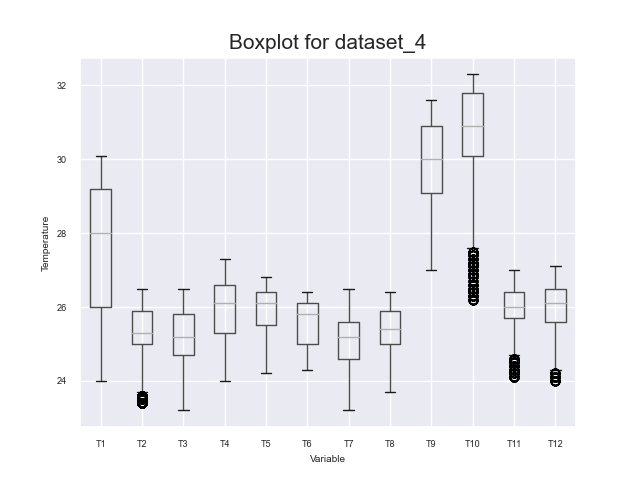 Boxplot for dataset_4
Temperature
32
30
28
26
24
T1 T2 T3 T4 T5 T6 T7 T8 T9 T10 T11 T12
Variable